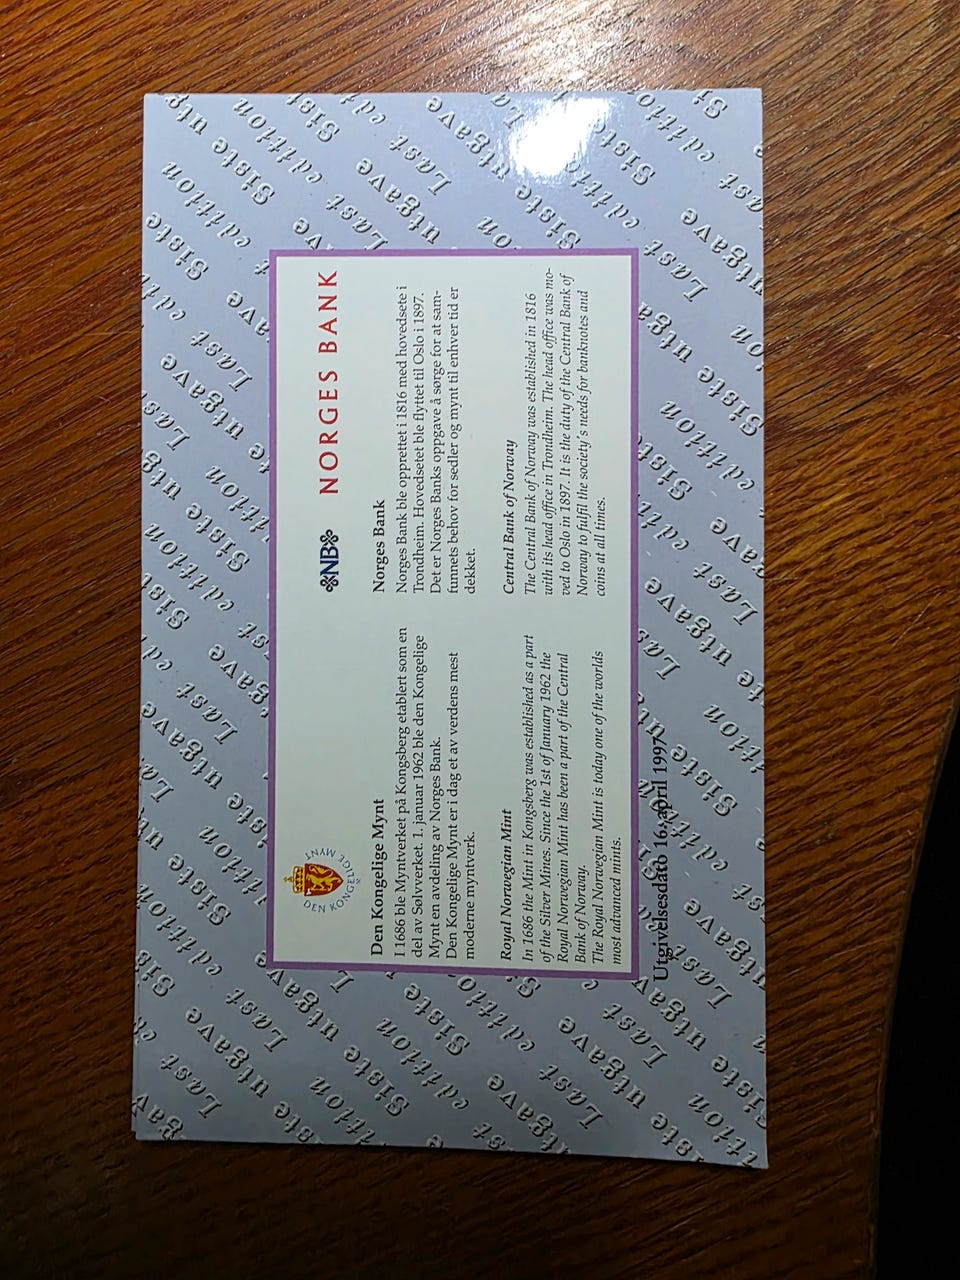 DEN KONGELIGE MYNT
NB NORGES BANK
Den Kongelige Mynt
I 1686 ble Myntverket på Kongsberg etablert som en
del av Sølvverket. 1. januar 1962 ble den Kongelige
Mynt en avdeling av Norges Bank.
Den Kongelige Mynt er i dag et av verdens mest
moderne myntverk.
Royal Norwegian Mint
In 1686 the Mint in Kongsberg was established as a part
of the Silver Mines. Since the 1st of January 1962 the
Royal Norwegian Mint has been a part of the Central
Bank of Norway.
The Royal Norwegian Mint is today one of the worlds
most advanced mints.
Norges Bank
Norges Bank ble opprettet i 1816 med hovedsete i
Trondheim. Hovedsetet ble flyttet til Oslo i 1897.
Det er Norges Banks oppgave å sørge for at sam-
funnets behov for sedler og mynt til enhver tid er
dekket.
Central Bank of Norway
The Central Bank of Norway was established in 1816
with its head office in Trondheim. The head office was mo-
ved to Oslo in 1897. It is the duty of the Central Bank of
Norway to fulfil the society's needs for banknotes and
coins at all times.
Utgivelsesdato 16. april 1997
Siste utgave
Last edition